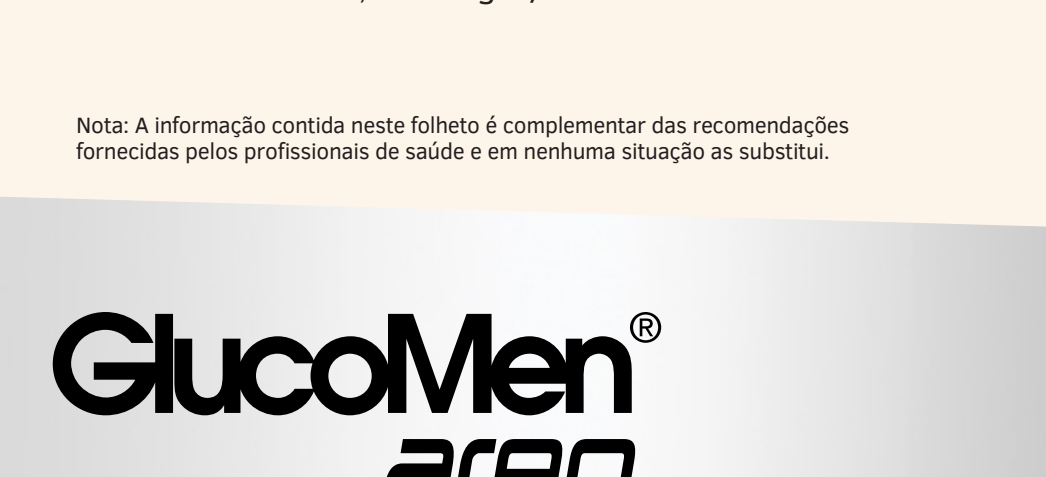 Nota: A informação contida neste folheto é complementar das recomendações
fornecidas pelos profissionais de saúde e em nenhuma situação as substitui.
GlucoMen®
areo